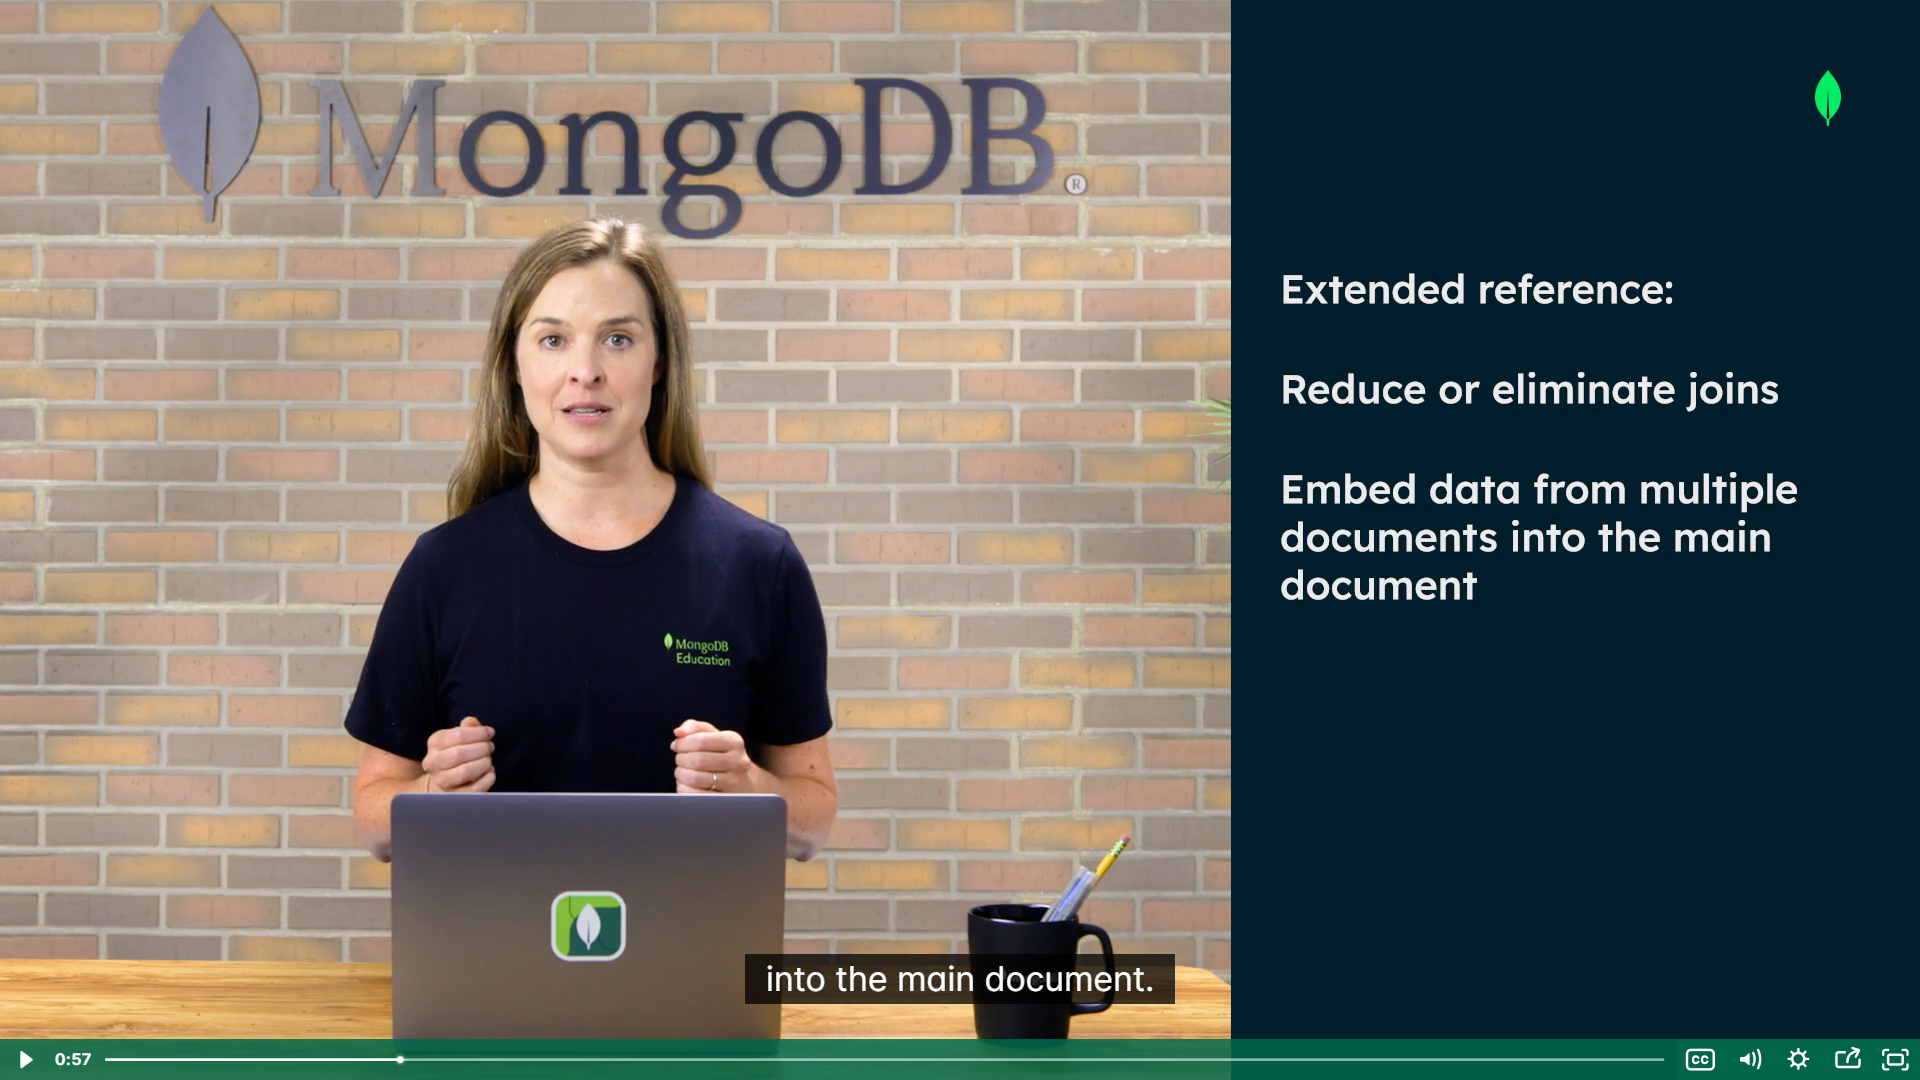 MongoDB®
Extended reference:
Reduce or eliminate joins
Embed data from multiple
documents into the main
document
MongoDB
Education
into the main document.
0:57
CC